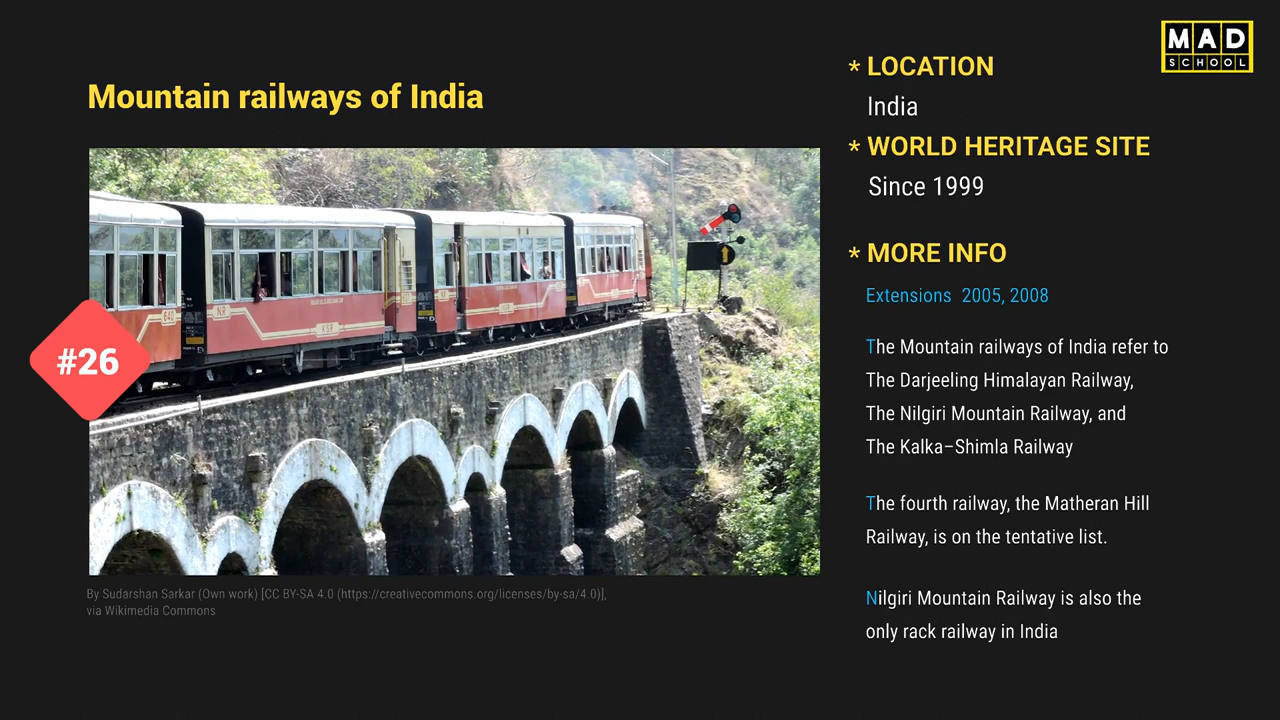 Mountain railways of India
#26
By Sudarshan Sarkar (Own work) [CC BY-SA 4.0 (https://creativecommons.org/licenses/by-sa/4.0)],
via Wikimedia Commons
MAD
SCHOOL
* LOCATION
India
* WORLD HERITAGE SITE
Since 1999
* MORE INFO
Extensions 2005, 2008
The Mountain railways of India refer to
The Darjeeling Himalayan Railway,
The Nilgiri Mountain Railway, and
The Kalka–Shimla Railway
The fourth railway, the Matheran Hill
Railway, is on the tentative list.
Nilgiri Mountain Railway is also the
only rack railway in India
640
NR
KSR